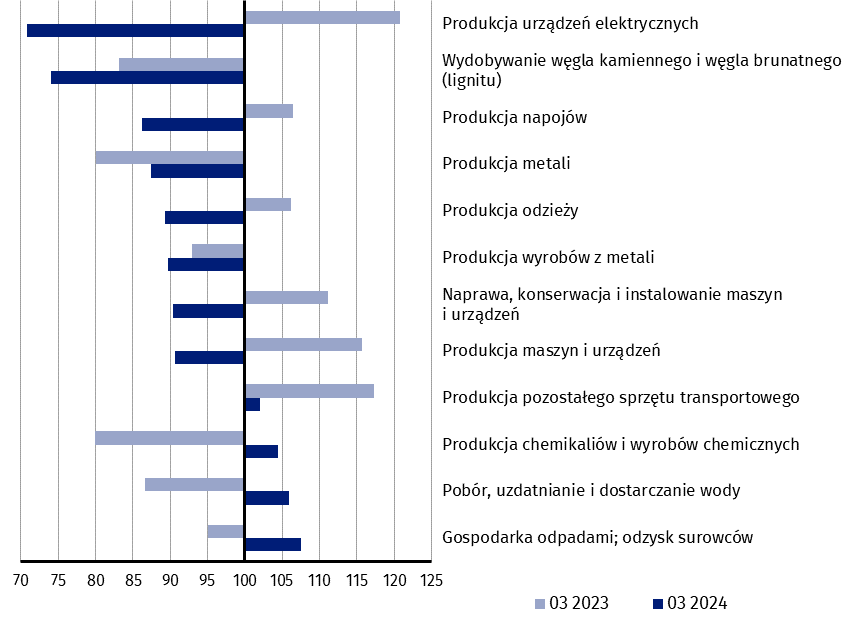 Produkcja urządzeń elektrycznych
Wydobywanie węgla kamiennego i węgla brunatnego
(lignitu)
Produkcja napojów
Produkcja metali
Produkcja odzieży
Produkcja wyrobów z metali
Naprawa, konserwacja i instalowanie maszyn
i urządzeń
Produkcja maszyn i urządzeń
Produkcja pozostałego sprzętu transportowego
Produkcja chemikaliów i wyrobów chemicznych
Pobór, uzdatnianie i dostarczanie wody
Gospodarka odpadami; odzysk surowców
70 75 80 85 90 95 100 105 110 115 120 125
03 2023 03 2024